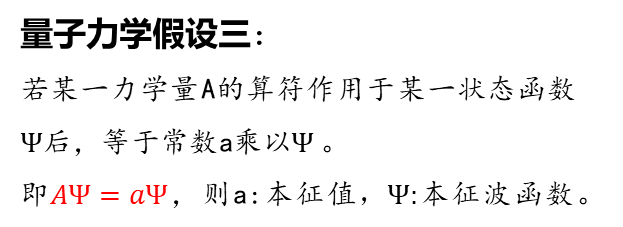 量子力学假设三：
若某一力学量A的算符作用于某一状态函数
Ψ后，等于常数a乘以Ψ。
即AΨ = aΨ，则a:本征值，Ψ:本征波函数。